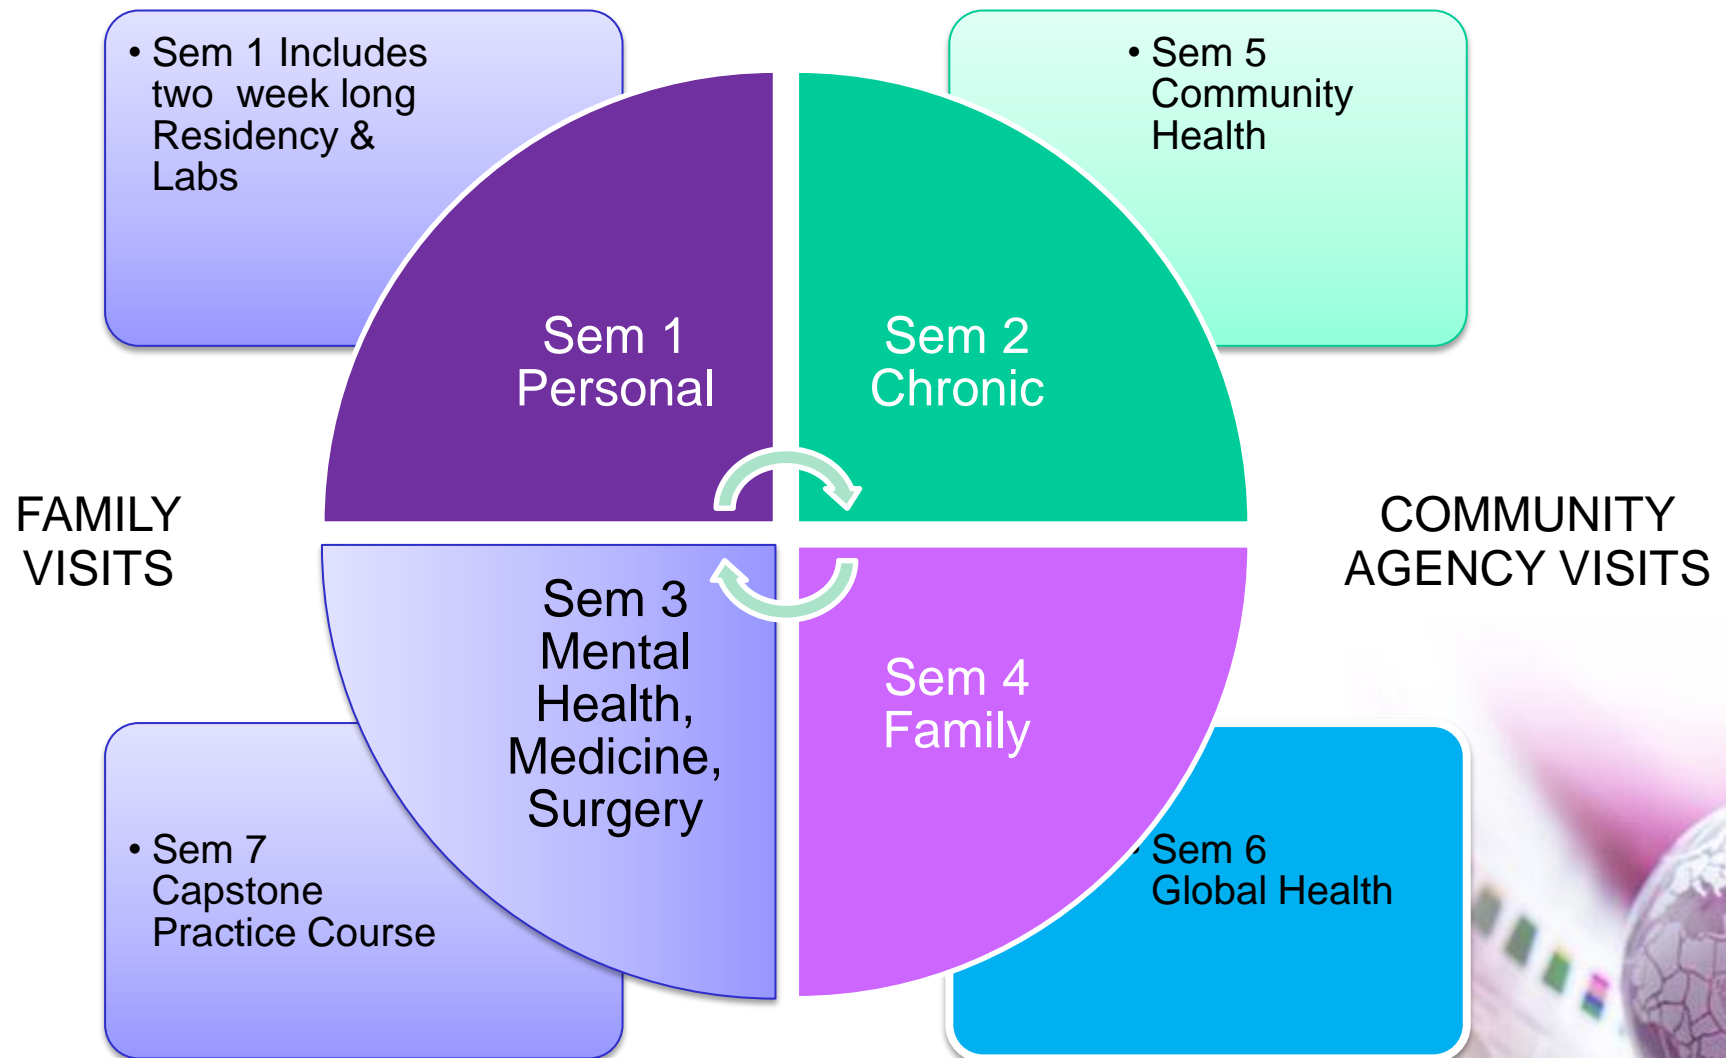 • Sem 1 Includes
two week long
Residency &
Labs
• Sem 5
Community
Health
Sem 1
Personal
Sem 2
Chronic
FAMILY
VISITS
COMMUNITY
AGENCY VISITS
Sem 3
Mental
Health,
Medicine,
Surgery
Sem 4
Family
• Sem 7
Capstone
Practice Course
• Sem 6
Global Health